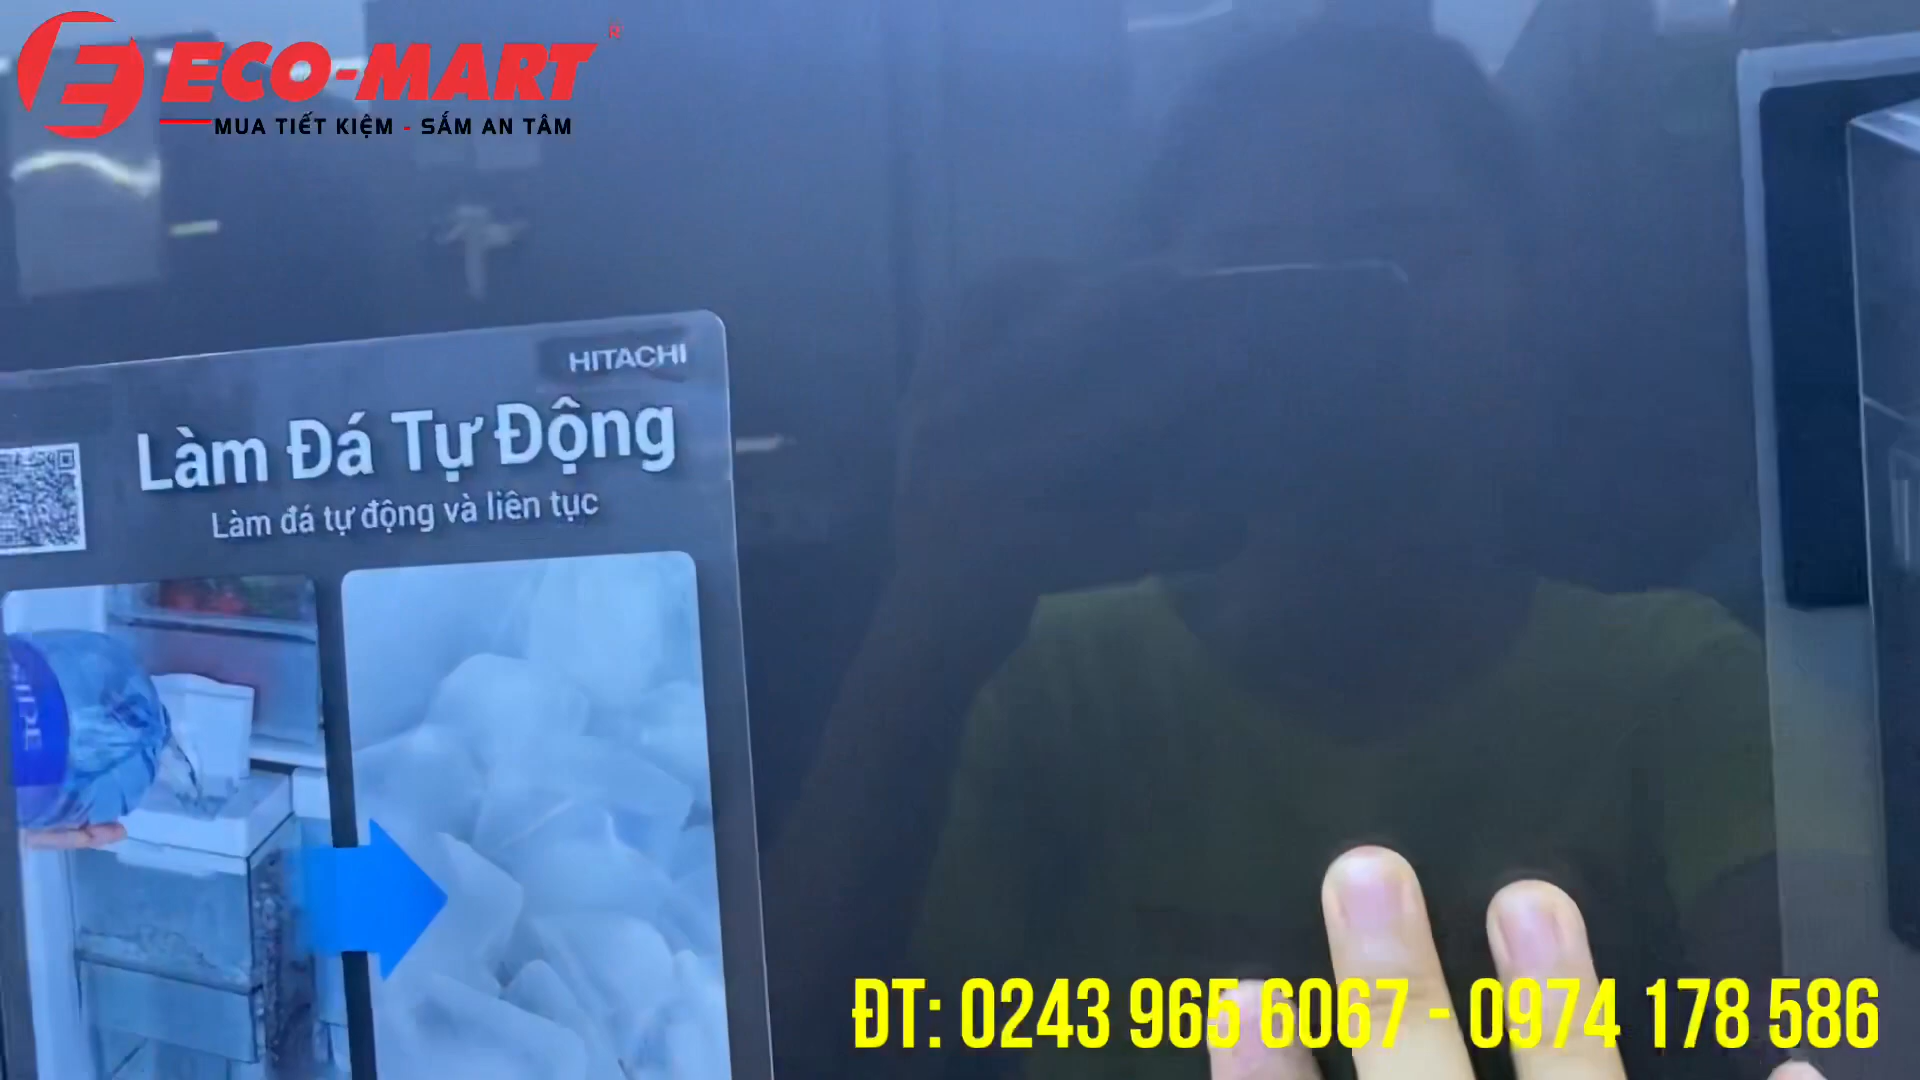 ECO-MART®
MUA TIẾT KIỆM - SẮM AN TÂM
HITACHI
Làm Đá Tự Động
Làm đá tự động và liên tục
ĐT: 0243 965 6067 - 0974 178 586